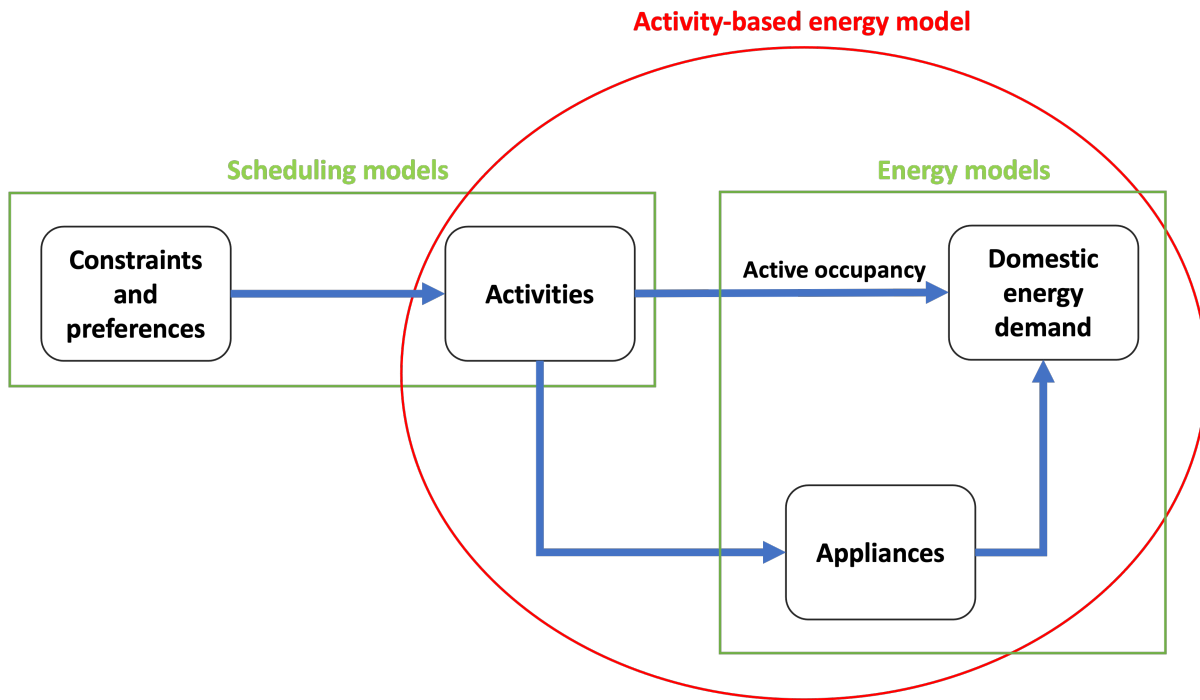 Activity-based energy model
Scheduling models
Energy models
Constraints
and
preferences
Activities
Active occupancy
Domestic
energy
demand
Appliances